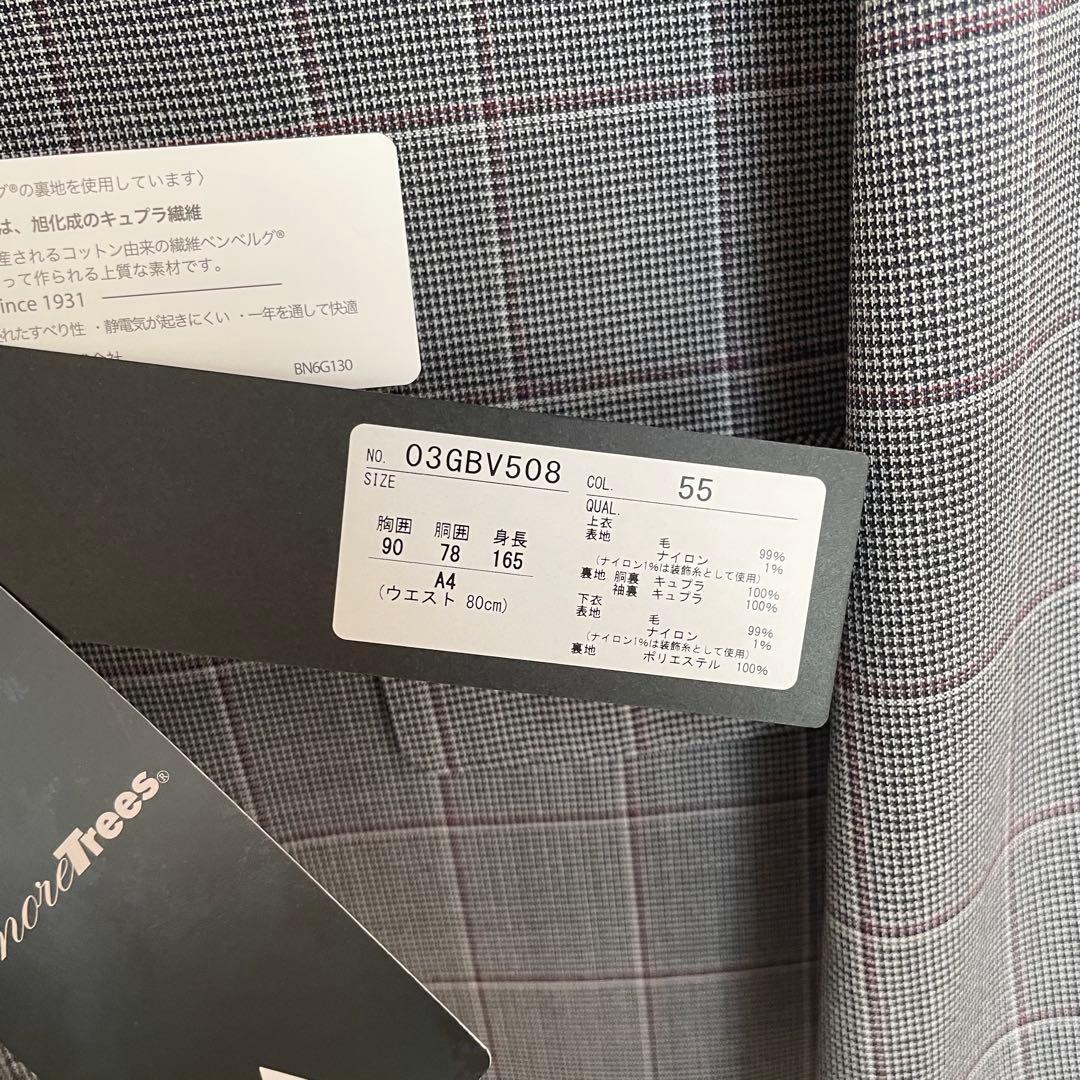 グ®の裏地を使用しています〉
は、旭化成のキュプラ繊維
産されるコットン由来の繊維ベンベルグ®
って作られる上質な素材です。
ince 1931
れたすべり性 ・静電気が起きにくい ・一年を通して快適
BN6G130
NO. 03GBV508
SIZE
胸囲 胴囲 身長
90 78 165
A4
(ウエスト 80cm)
COL. 55
QUAL.
上衣
表地 毛 99%
ナイロン 1%
(ナイロン1%は装飾糸として使用)
裏地 胴裏 キュプラ 100%
袖裏 キュプラ 100%
下衣
表地 毛 99%
ナイロン 1%
(ナイロン1%は装飾糸として使用)
裏地 ポリエステル 100%
moreTrees®